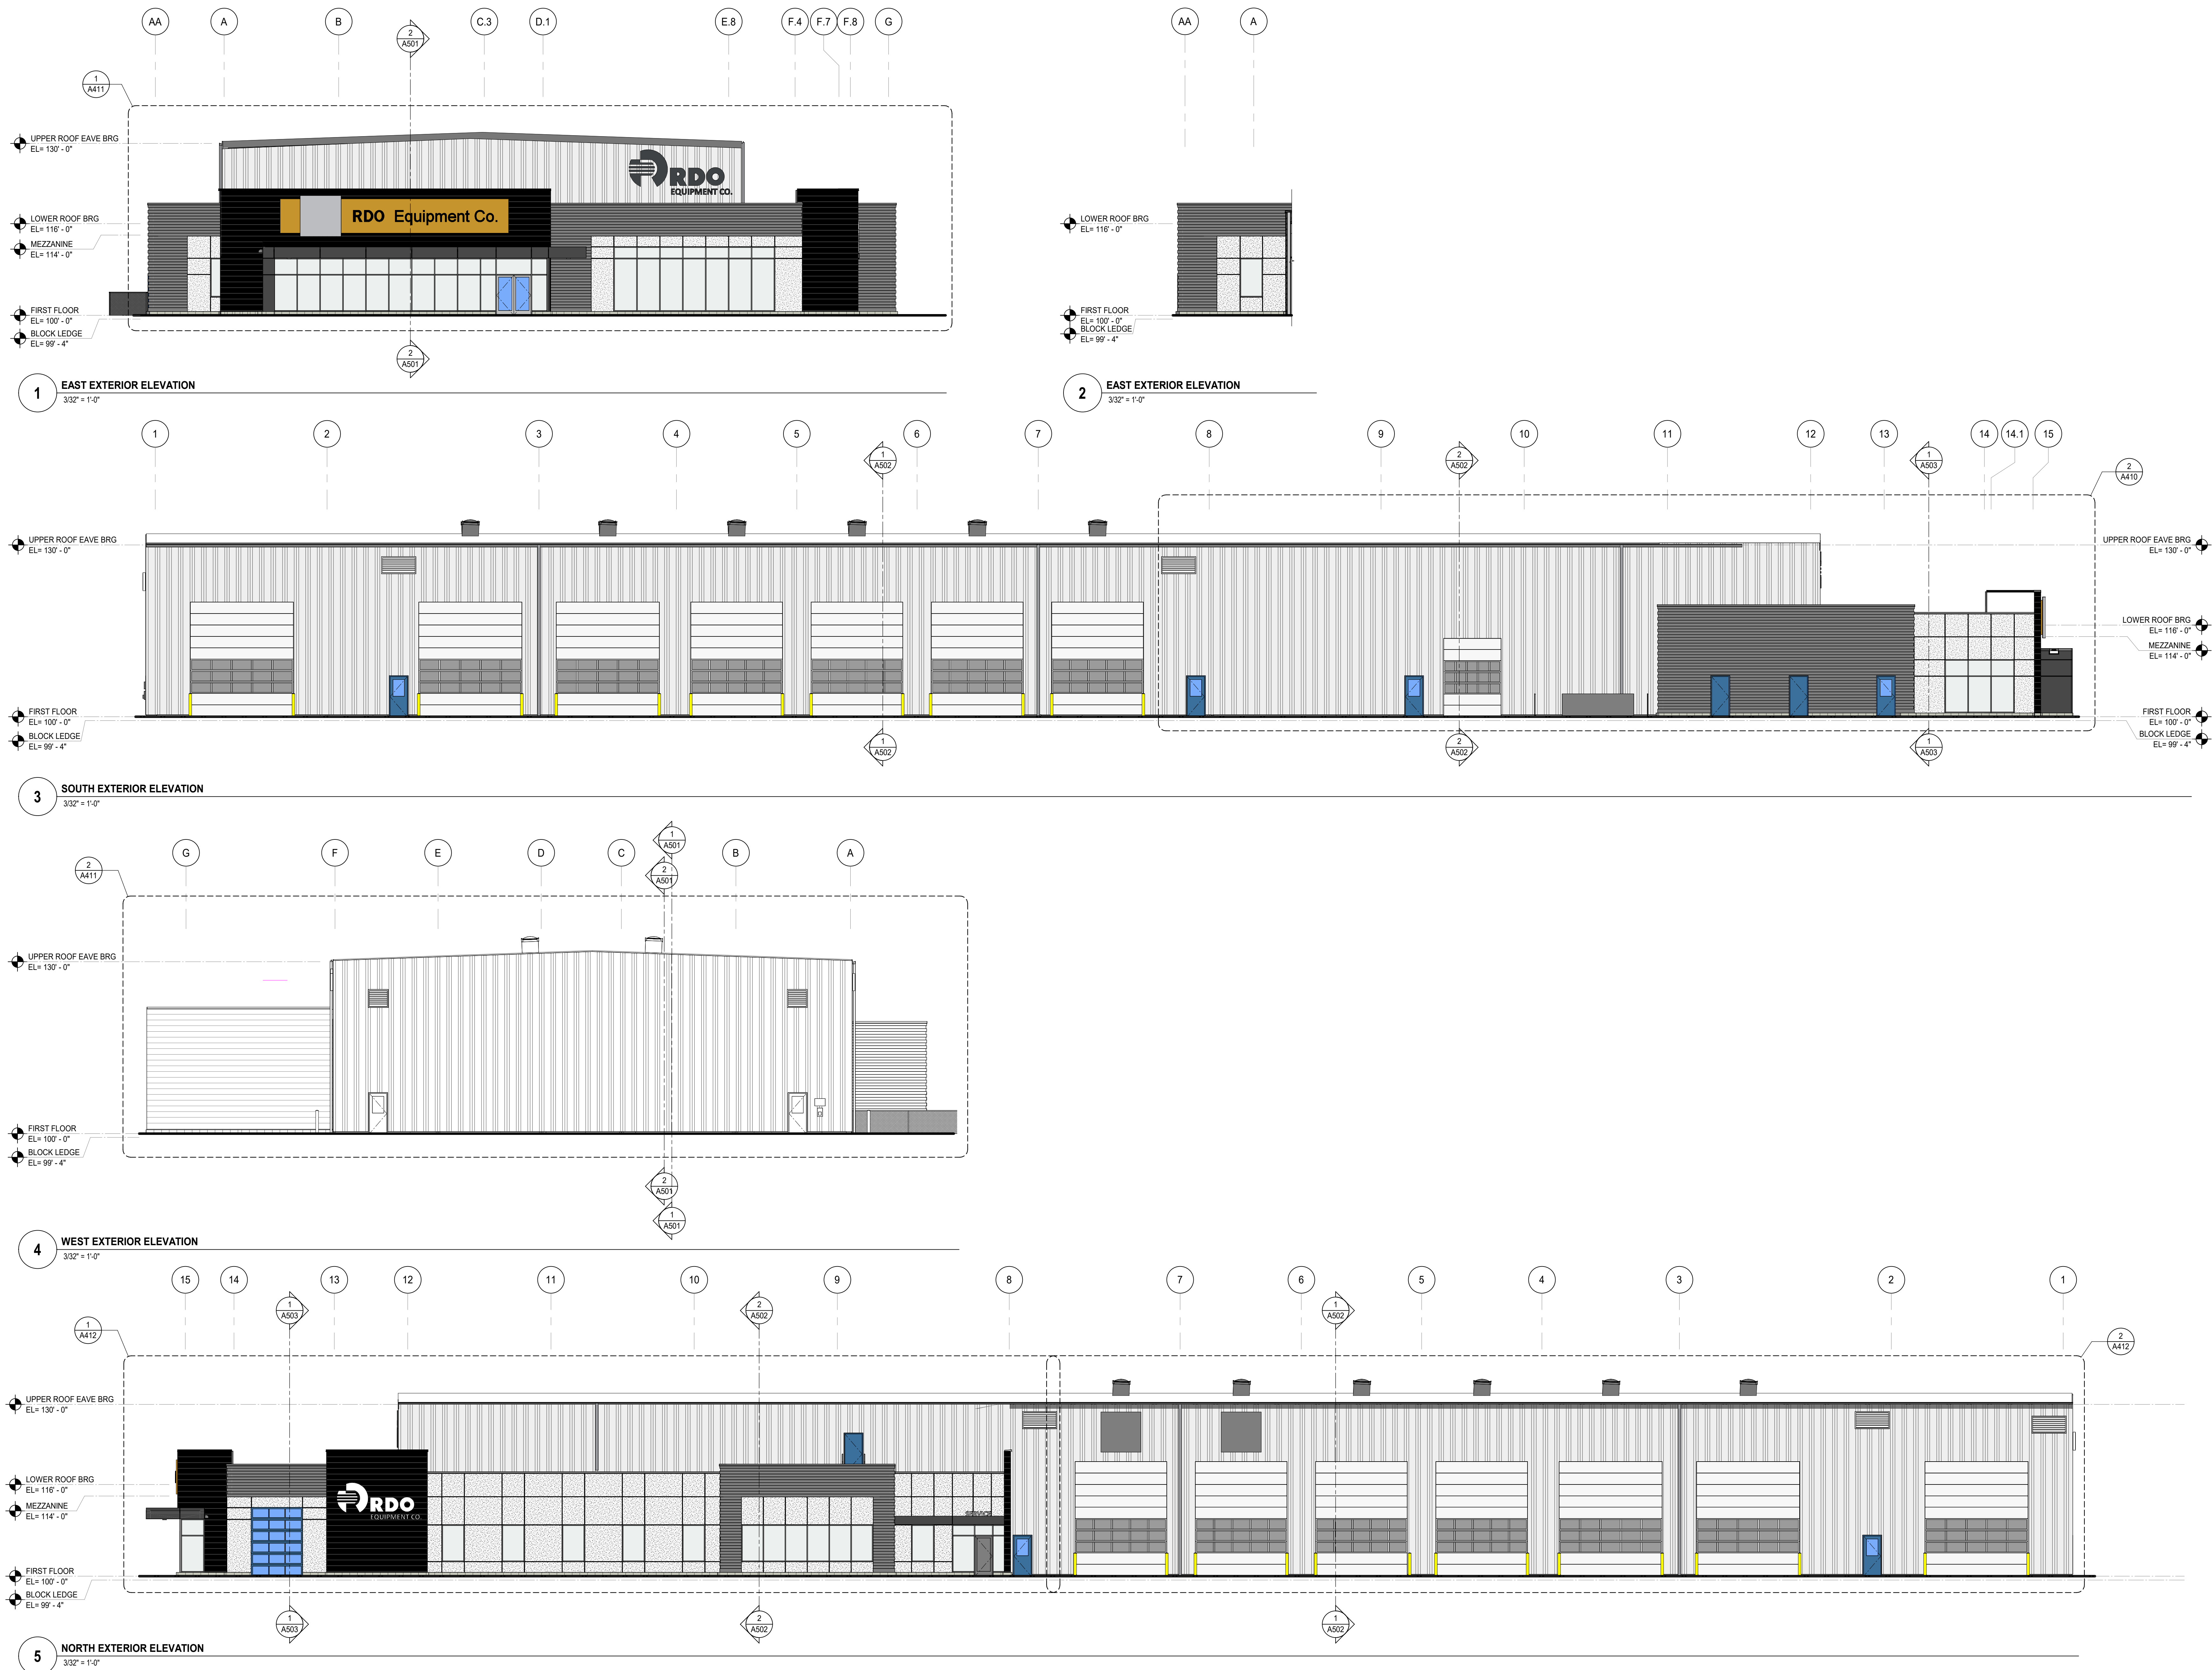 AA A B C.3 D.1 E.8 F.4 F.7 F.8 G
2
A501
1
A411
UPPER ROOF EAVE BRG
EL= 130' - 0"
LOWER ROOF BRG
EL= 116' - 0"
MEZZANINE
EL= 114' - 0"
FIRST FLOOR
EL= 100' - 0"
BLOCK LEDGE
EL= 99' - 4"
RDO
EQUIPMENT CO.
RDO Equipment Co.
2
A501
1
EAST EXTERIOR ELEVATION
3/32" = 1'-0"
AA A
LOWER ROOF BRG
EL= 116' - 0"
FIRST FLOOR
EL= 100' - 0"
BLOCK LEDGE
EL= 99' - 4"
2
EAST EXTERIOR ELEVATION
3/32" = 1'-0"
1 2 3 4 5 6 7 8 9 10 11 12 13 14 14.1 15
1
A502
2
A502
1
A503
2
A410
UPPER ROOF EAVE BRG
EL= 130' - 0"
FIRST FLOOR
EL= 100' - 0"
BLOCK LEDGE
EL= 99' - 4"
UPPER ROOF EAVE BRG
EL= 130' - 0"
LOWER ROOF BRG
EL= 116' - 0"
MEZZANINE
EL= 114' - 0"
FIRST FLOOR
EL= 100' - 0"
BLOCK LEDGE
EL= 99' - 4"
1
A502
2
A502
1
A503
3
SOUTH EXTERIOR ELEVATION
3/32" = 1'-0"
G F E D C B A
1
A501
2
A501
2
A411
UPPER ROOF EAVE BRG
EL= 130' - 0"
FIRST FLOOR
EL= 100' - 0"
BLOCK LEDGE
EL= 99' - 4"
2
A501
1
A501
4
WEST EXTERIOR ELEVATION
3/32" = 1'-0"
15 14 13 12 11 10 9 8 7 6 5 4 3 2 1
1
A503
2
A502
1
A502
1
A412
2
A412
UPPER ROOF EAVE BRG
EL= 130' - 0"
LOWER ROOF BRG
EL= 116' - 0"
MEZZANINE
EL= 114' - 0"
FIRST FLOOR
EL= 100' - 0"
BLOCK LEDGE
EL= 99' - 4"
RDO
EQUIPMENT CO.
SERVICE
1
A503
2
A502
1
A502
5
NORTH EXTERIOR ELEVATION
3/32" = 1'-0"